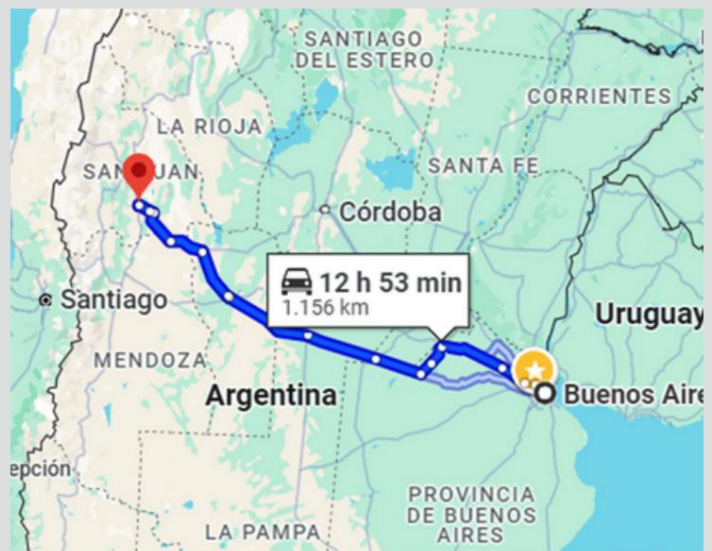 SANTIAGO
DEL ESTERO
CORRIENTES
LA RIOJA
SAN JUAN
SANTA FE
Córdoba
12 h 53 min
1.156 km
Santiago
Uruguay
MENDOZA
Argentina
Buenos Aire
epción
PROVINCIA
DE BUENOS
AIRES
LA PAMPA